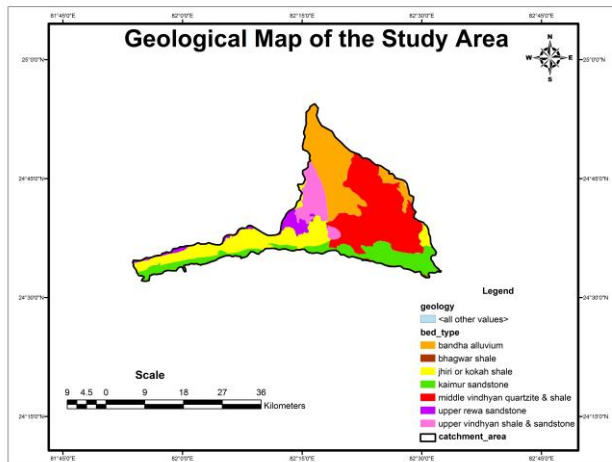 81°45'0"E 82°0'0"E 82°15'0"E 82°30'0"E 82°45'0"E
Geological Map of the Study Area
N
W E
S
25°0'0"N 25°0'0"N
24°45'0"N 24°45'0"N
24°30'0"N 24°30'0"N
24°15'0"N 24°15'0"N
Legend
geology
<all other values>
bed_type
bandha alluvium
bhagwar shale
jhiri or kokah shale
kaimur sandstone
middle vindhyan quartzite & shale
upper rewa sandstone
upper vindhyan shale & sandstone
catchment_area
Scale
9 4.5 0 9 18 27 36
Kilometers
81°45'0"E 82°0'0"E 82°15'0"E 82°30'0"E 82°45'0"E